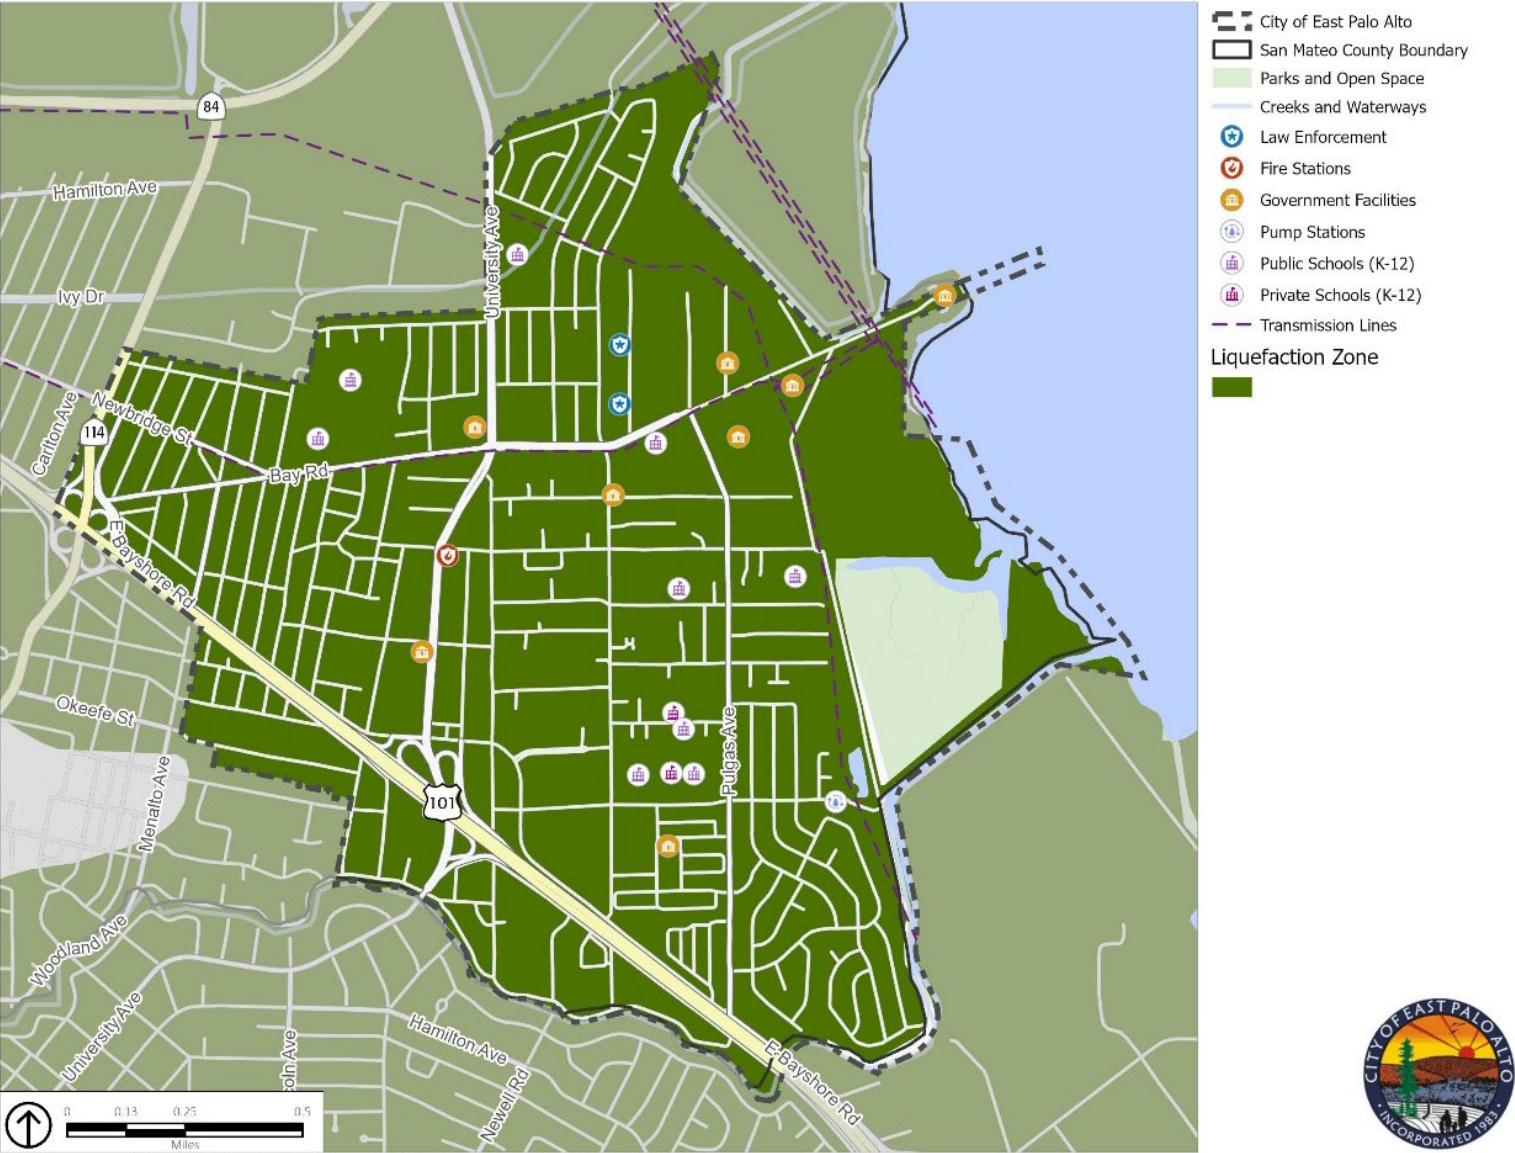 84
Hamilton Ave
Ivy Dr
University Ave
Carlton Ave
114
Newbridge St
Bay Rd
E Bayshore Rd
Okeefe St
Menalto Ave
101
Pulgas Ave
Woodland Ave
University Ave
Hamilton Ave
Newell Rd
E Bayshore Rd
coln Ave
0 0.13 0.25 0.5
Miles
City of East Palo Alto
San Mateo County Boundary
Parks and Open Space
Creeks and Waterways
Law Enforcement
Fire Stations
Government Facilities
Pump Stations
Public Schools (K-12)
Private Schools (K-12)
Transmission Lines
Liquefaction Zone
CITY OF EAST PALO ALTO
INCORPORATED 1983